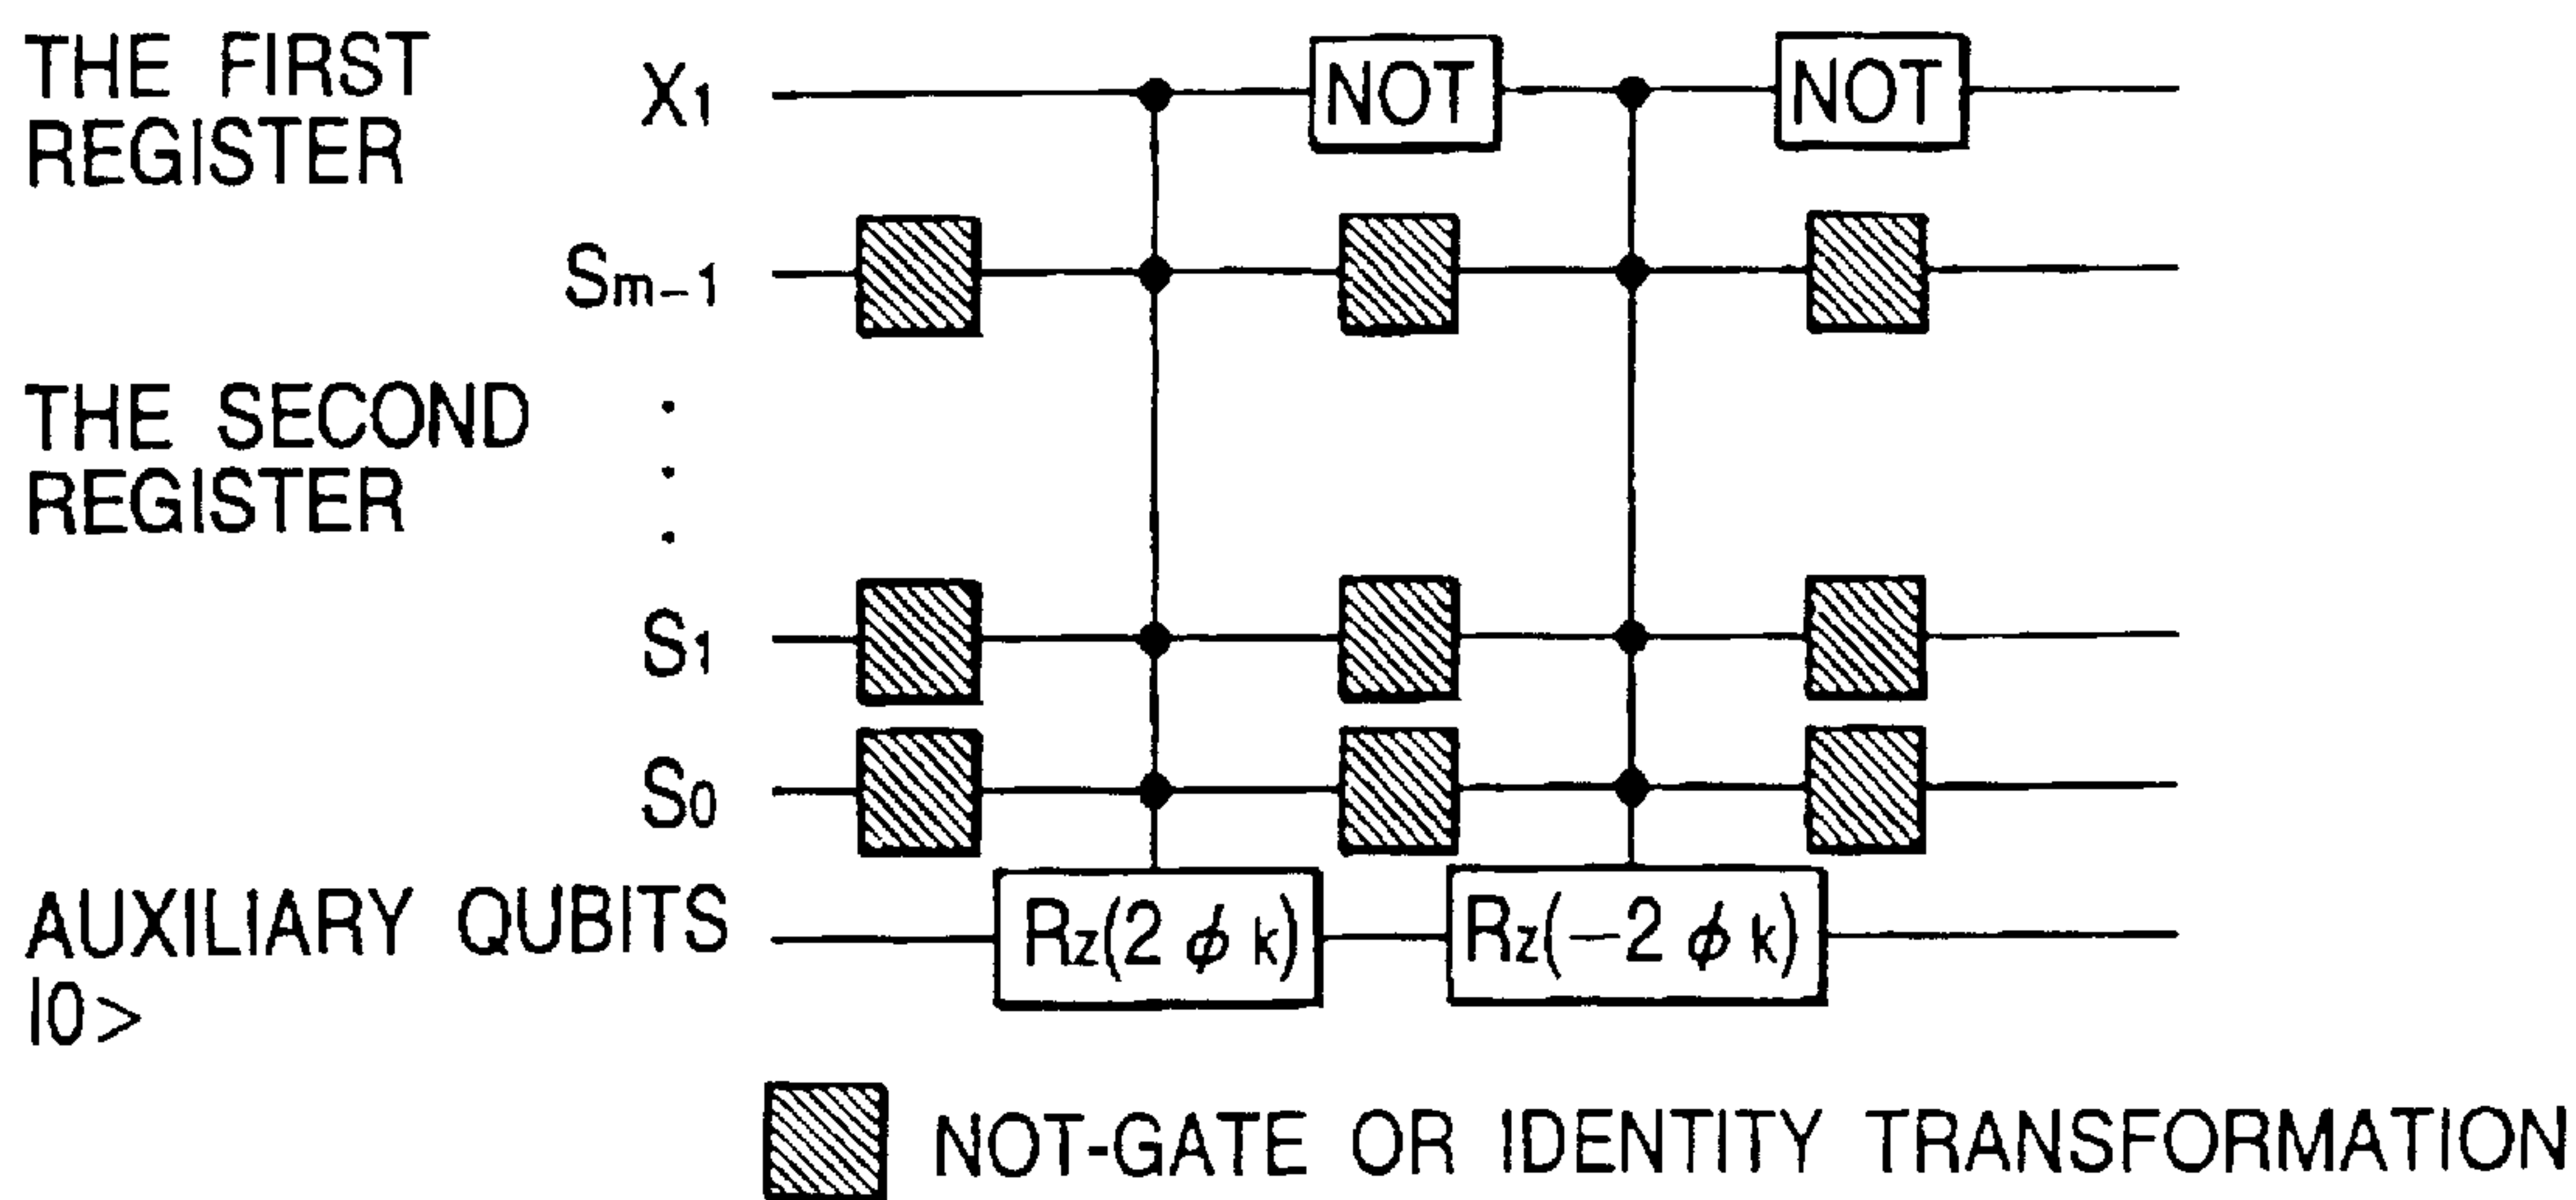 THE FIRST
REGISTER
X1
NOT
NOT
Sm-1
THE SECOND
REGISTER
S1
S0
AUXILIARY QUBITS
|0>
Rz(2 ϕ k)
Rz(-2 ϕ k)
NOT-GATE OR IDENTITY TRANSFORMATION